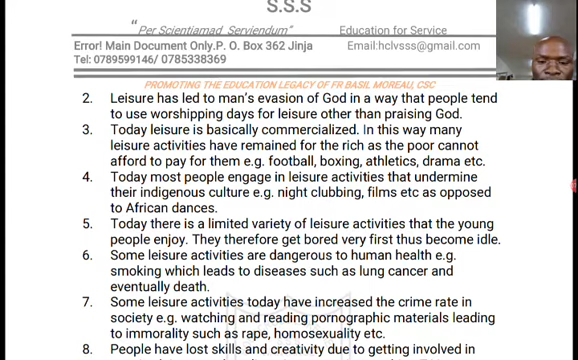 S.S.S
"Per Scientiamad Serviendum" Education for Service
Error! Main Document Only.P. O. Box 362 Jinja Email:hclvsss@gmail.com
Tel: 0789599146/ 0785338369
PROMOTING THE EDUCATION LEGACY OF FR BASIL MOREAU, CSC
2. Leisure has led to man's evasion of God in a way that people tend
to use worshipping days for leisure other than praising God.
3. Today leisure is basically commercialized. In this way many
leisure activities have remained for the rich as the poor cannot
afford to pay for them e.g. football, boxing, athletics, drama etc.
4. Today most people engage in leisure activities that undermine
their indigenous culture e.g. night clubbing, films etc as opposed
to African dances.
5. Today there is a limited variety of leisure activities that the young
people enjoy. They therefore get bored very first thus become idle.
6. Some leisure activities are dangerous to human health e.g.
smoking which leads to diseases such as lung cancer and
eventually death.
7. Some leisure activities today have increased the crime rate in
society e.g. watching and reading pornographic materials leading
to immorality such as rape, homosexuality etc.
8. People have lost skills and creativity due to getting involved in